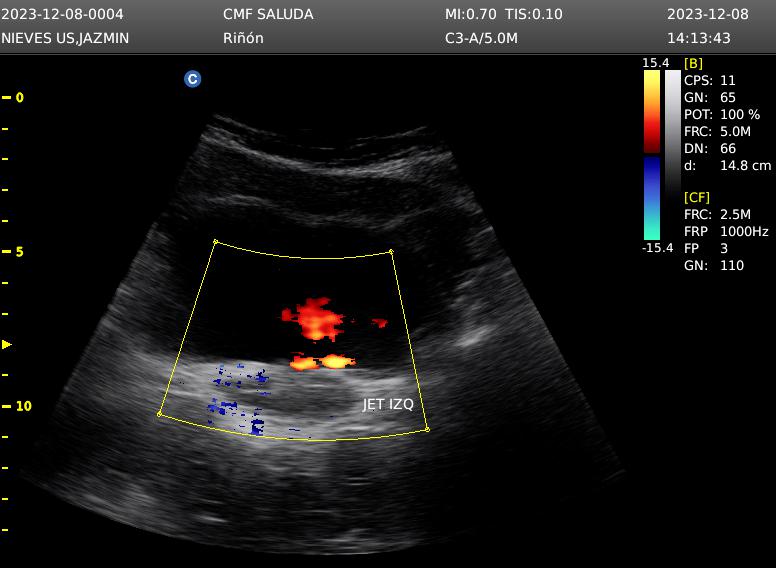 2023-12-08-0004 CMF SALUDA MI:0.70 TIS:0.10 2023-12-08
NIEVES US,JAZMIN Riñón C3-A/5.0M 14:13:43
C
15.4 [B]
CPS: 11
GN: 65
POT: 100 %
FRC: 5.0M
DN: 66
d: 14.8 cm
[CF]
FRC: 2.5M
FRP 1000Hz
-15.4 FP 3
GN: 110
0
5
10
JET IZQ